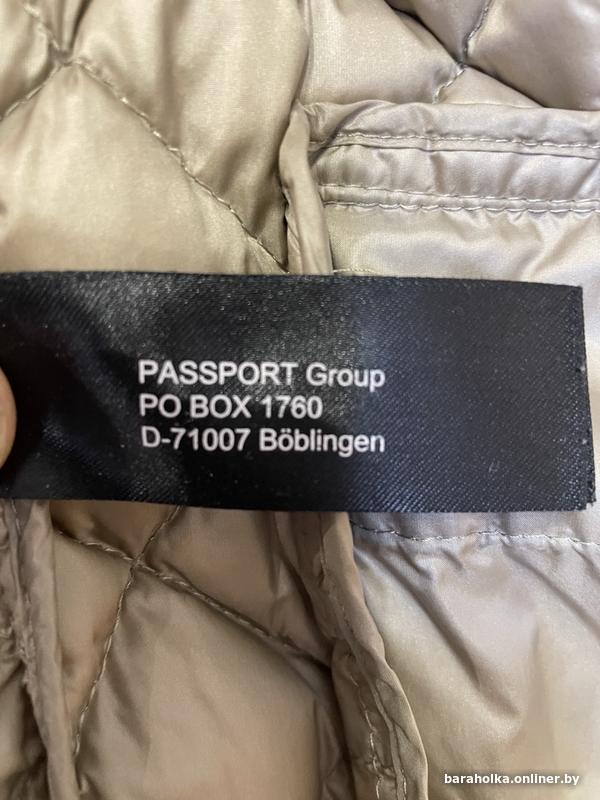 PASSPORT Group
PO BOX 1760
D-71007 Böblingen
baraholka.onliner.by